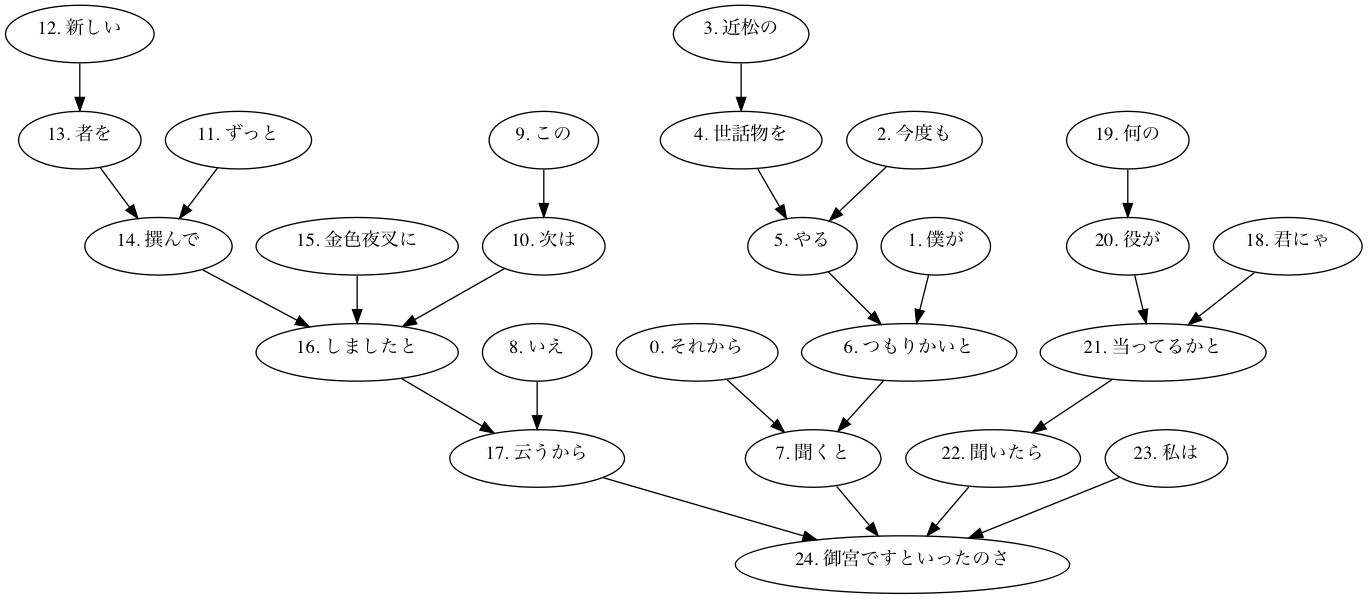 12. 新しい
3. 近松の
13. 者を
11. ずっと
9. この
4. 世話物を
2. 今度も
19. 何の
14. 撰んで
15. 金色夜叉に
10. 次は
5. やる
1. 僕が
20. 役が
18. 君にゃ
16. しましたと
8. いえ
0. それから
6. つもりかいと
21. 当ってるかと
17. 云うから
7. 聞くと
22. 聞いたら
23. 私は
24. 御宮ですといったのさ